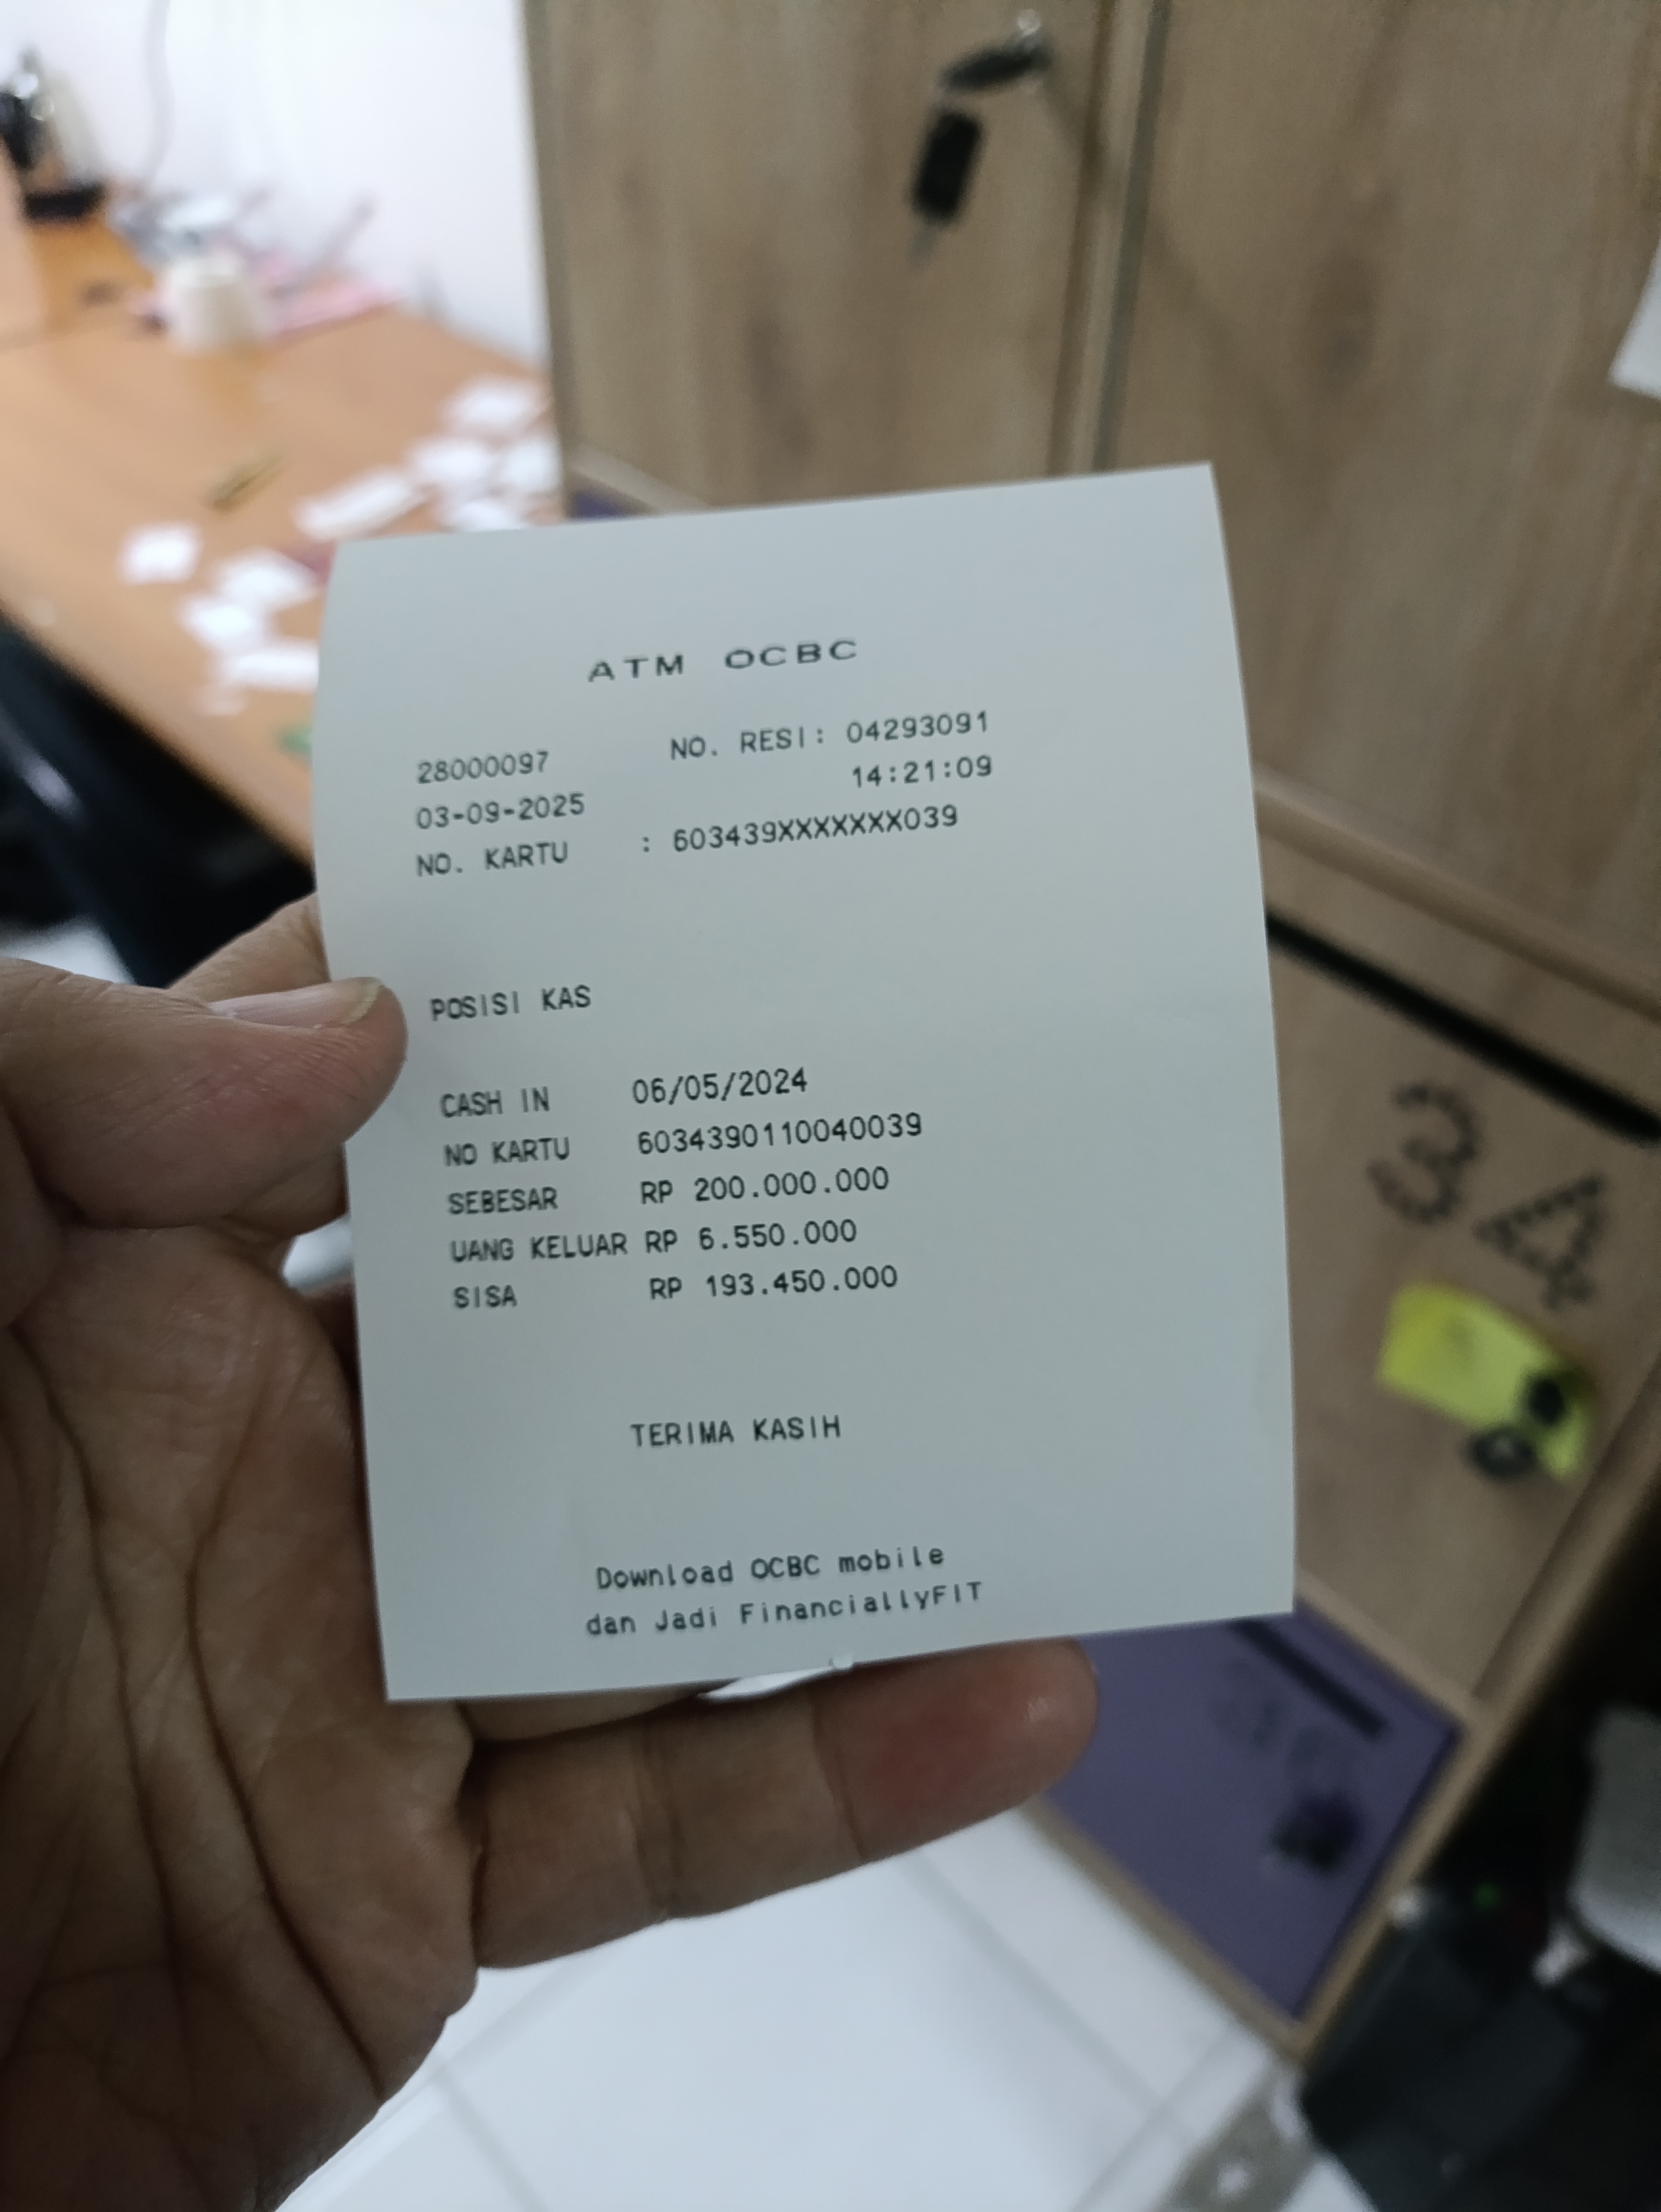 ATM OCBC
28000097 NO. RESI: 04293091
03-09-2025 14:21:09
NO. KARTU : 603439XXXXXXX039
POSISI KAS
CASH IN 06/05/2024
NO KARTU 6034390110040039
SEBESAR RP 200.000.000
UANG KELUAR RP 6.550.000
SISA RP 193.450.000
TERIMA KASIH
Download OCBC mobile
dan Jadi FinanciallyFIT
34